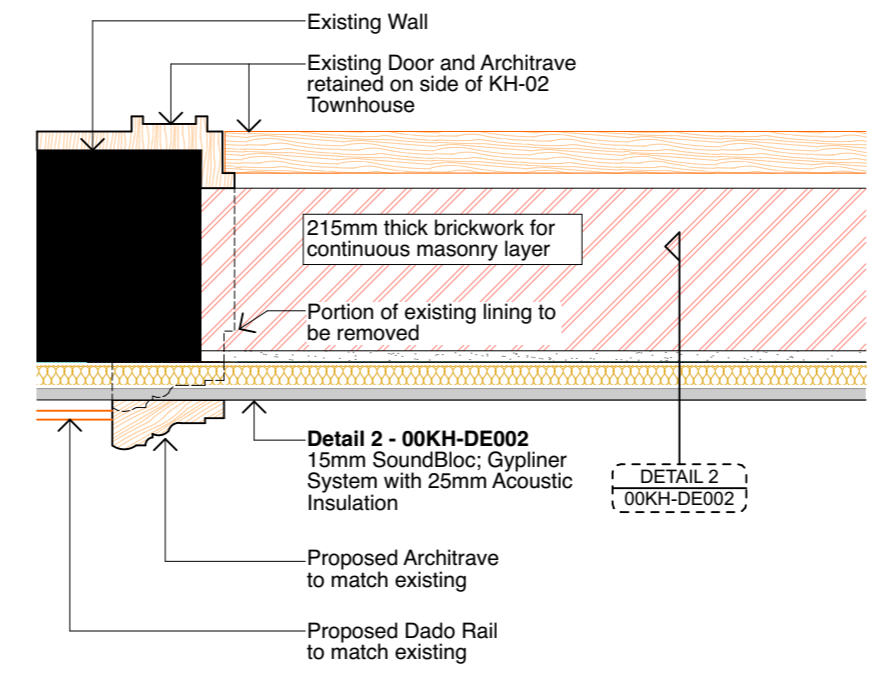 Existing Wall
Existing Door and Architrave
retained on side of KH-02
Townhouse
215mm thick brickwork for
continuous masonry layer
Portion of existing lining to
be removed
Detail 2 - 00KH-DE002
15mm SoundBloc; Gypliner
System with 25mm Acoustic
Insulation
DETAIL 2
00KH-DE002
Proposed Architrave
to match existing
Proposed Dado Rail
to match existing